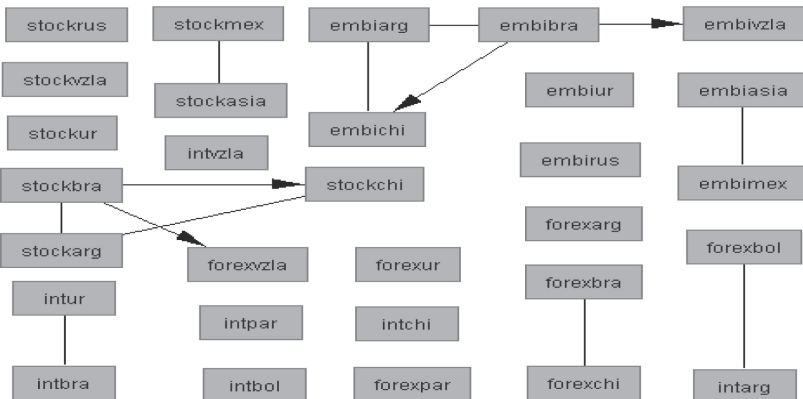 stockrus
stockmex
embiarg
embibra
embivzla
stockvzla
stockasia
embiur
embiasia
stockur
embichi
intvzla
embirus
stockbra
stockchi
embimex
forexarg
stockarg
forexvzla
forexur
forexbol
intur
forexbra
intpar
intchi
intbra
intbol
forexpar
forexchi
intarg